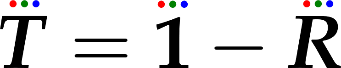 T⃛ = 1⃛ − R⃛